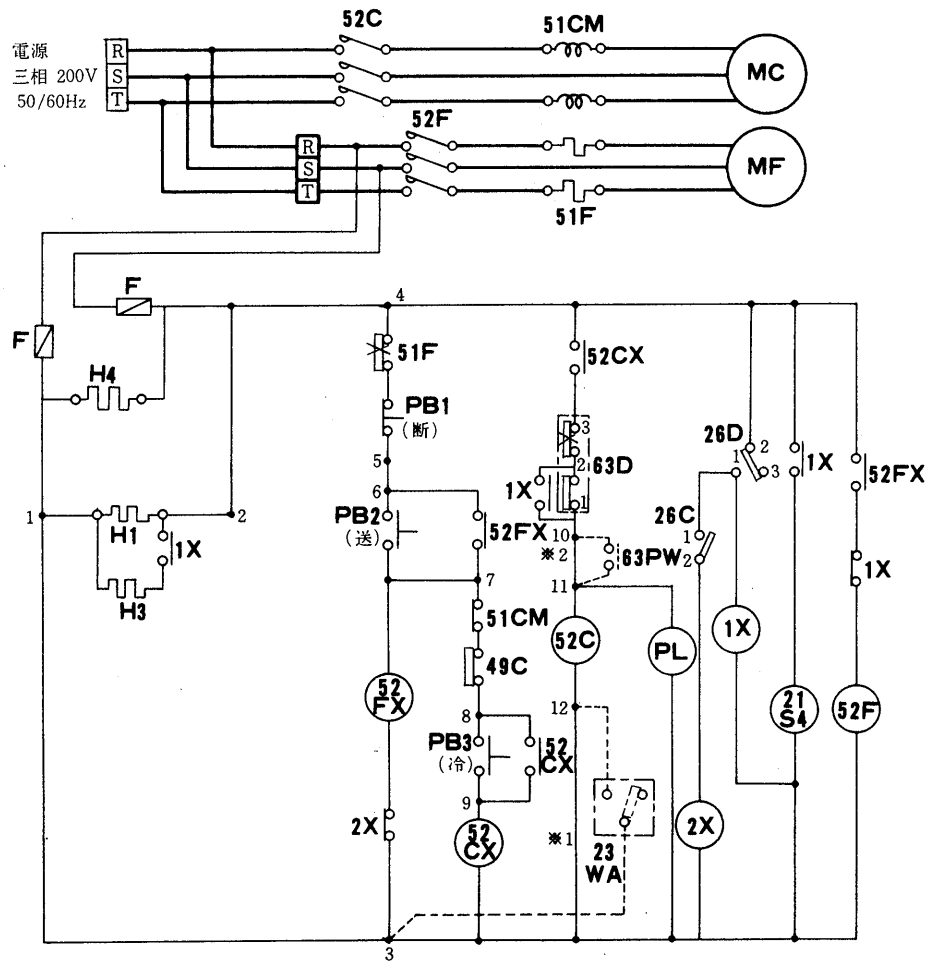 52C
51CM
電源
三相 200V
50/60Hz
R
S
T
MC
52F
R
S
T
MF
51F
F
F
4
51F
PB1
(断)
5
6
PB2
(送)
52FX
7
51CM
49C
8
PB3
(冷)
52
CX
9
52
CX
52
FX
2X
3
H4
1
H1
2
1X
H3
52CX
3
2
63D
1X
1
10
※2
63PW
11
52C
PL
12
※1
23
WA
26D
1
2
3
26C
1
2
1X
2X
1X
21
S4
52FX
1X
52F